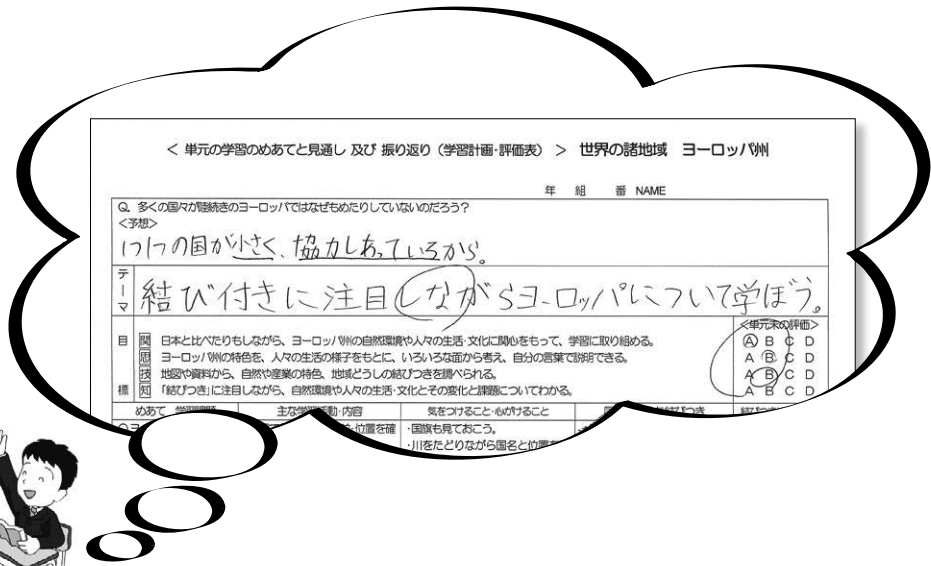 < 単元の学習のめあてと見通し 及び 振り返り（学習計画・評価表） > 世界の諸地域 ヨーロッパ州
年 組 番 NAME
Q. 多くの国々が陸続きのヨーロッパではなぜもめたりしていないのだろう？
<予想>
1つ1つの国が小さく、協力しあっているから。
テーマ
結び付きに注目しながらヨーロッパについて学ぼう。
<単元末の評価>
目標
関 日本と比べたりもしながら、ヨーロッパ州の自然環境や人々の生活・文化に関心をもって、学習に取り組める。 A B C D
思 ヨーロッパ州の特色を、人々の生活の様子をもとに、いろいろな面から考え、自分の言葉で説明できる。 A B C D
技 地図や資料から、自然や産業の特色、地域どうしの結びつきを調べられる。 A B C D
知 「結びつき」に注目しながら、自然環境や人々の生活・文化とその変化と課題についてわかる。 A B C D
めあて 学習課題 主な学習活動・内容 気をつけること・心がけること
位置を確 ・国旗も見ておこう。
・川をたどりながら国名と位置を